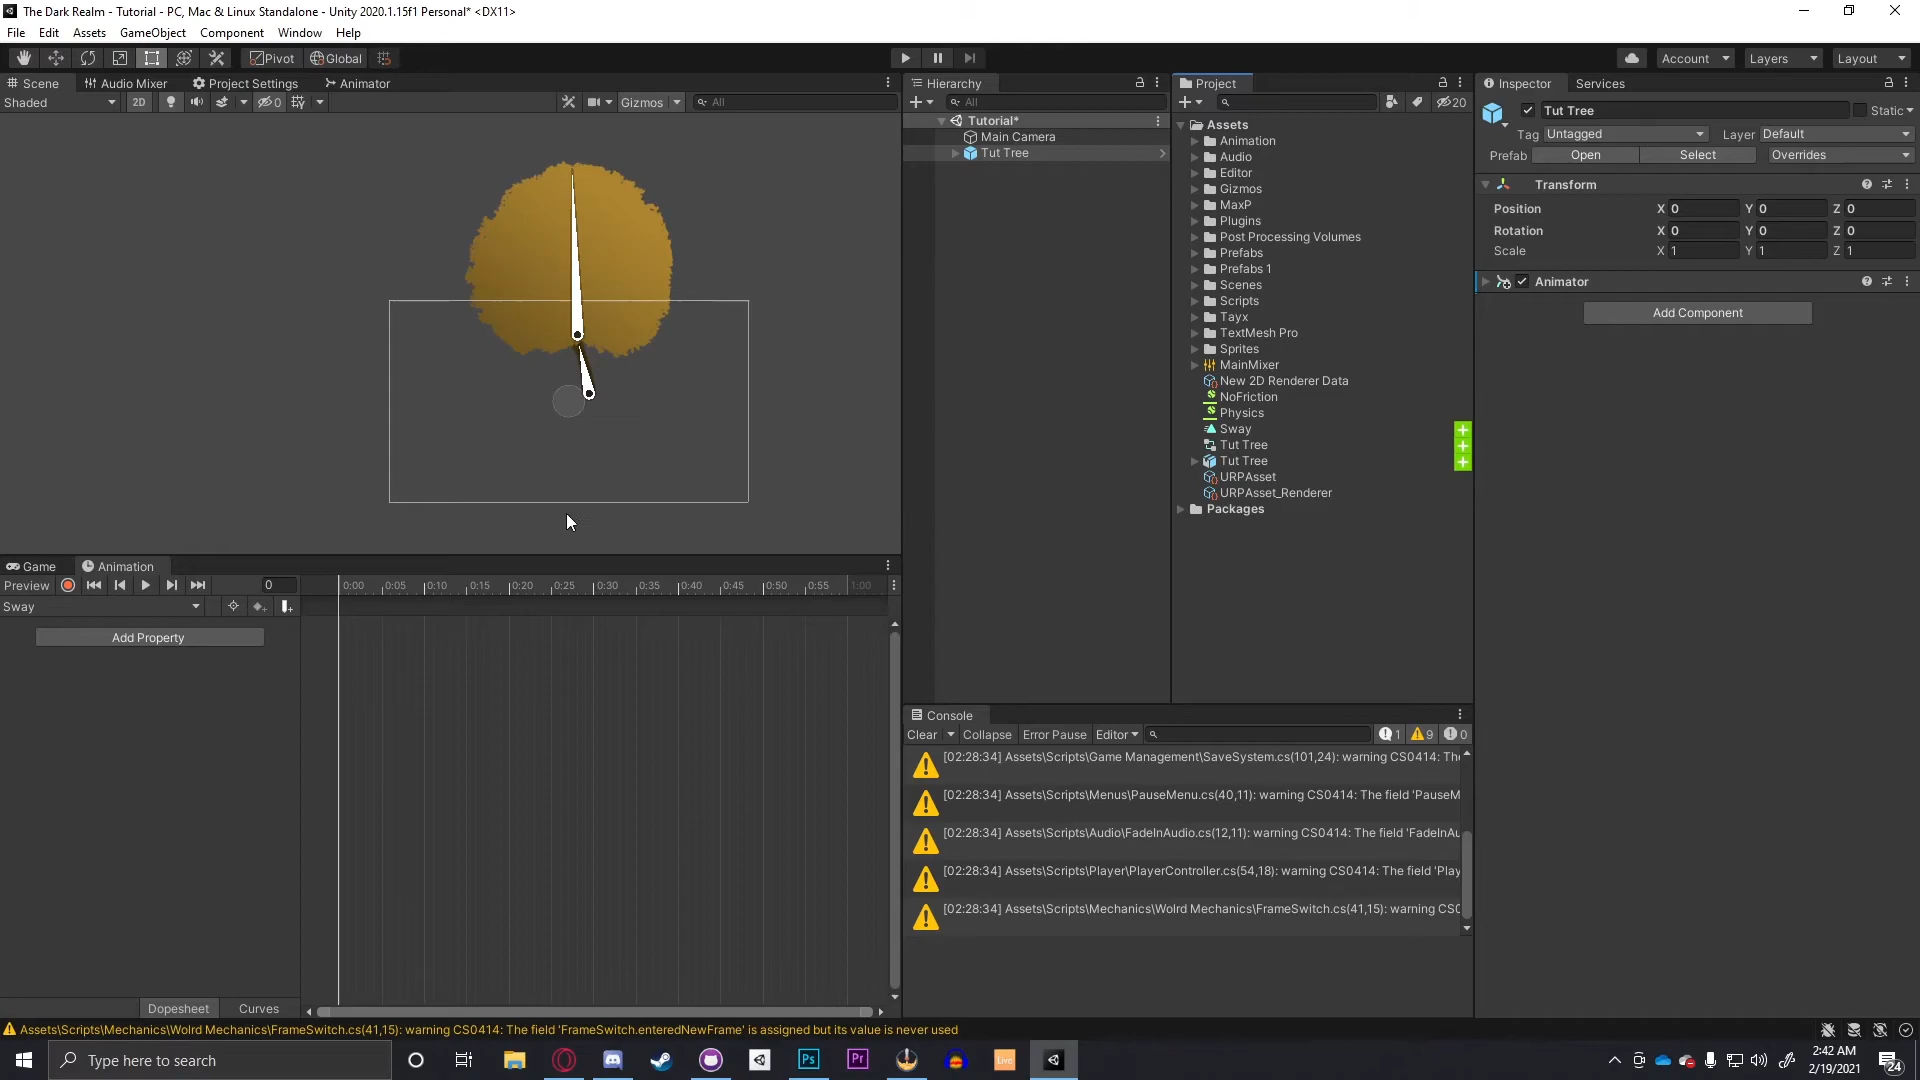 The Dark Realm - Tutorial - PC, Mac & Linux Standalone - Unity 2020.1.15f1 Personal* <DX11>
File Edit Assets GameObject Component Window Help
Pivot Global Account Layers Layout
Scene Audio Mixer Project Settings Animator
Shaded 2D 0 Gizmos All
Hierarchy
All
Tutorial*
Main Camera
Tut Tree
Project
20
Assets
Animation
Audio
Editor
Gizmos
MaxP
Plugins
Post Processing Volumes
Prefabs
Prefabs 1
Scenes
Scripts
Tayx
TextMesh Pro
Sprites
MainMixer
New 2D Renderer Data
NoFriction
Physics
Sway
Tut Tree
Tut Tree
URPAsset
URPAsset_Renderer
Packages
Inspector Services
Tut Tree Static
Tag Untagged Layer Default
Prefab Open Select Overrides
Transform
Position X 0 Y 0 Z 0
Rotation X 0 Y 0 Z 0
Scale X 1 Y 1 Z 1
Animator
Add Component
Game Animation
Preview 0
0:00 0:05 0:10 0:15 0:20 0:25 0:30 0:35 0:40 0:45 0:50 0:55 1:00
Sway
Add Property
Dopesheet Curves
Console
Clear Collapse Error Pause Editor 1 9 0
[02:28:34] Assets\Scripts\Game Management\SaveSystem.cs(101,24): warning CS0414: The
[02:28:34] Assets\Scripts\Menus\PauseMenu.cs(40,11): warning CS0414: The field 'PauseM
[02:28:34] Assets\Scripts\Audio\FadeInAudio.cs(12,11): warning CS0414: The field 'FadeInAu
[02:28:34] Assets\Scripts\Player\PlayerController.cs(54,18): warning CS0414: The field 'Play
[02:28:34] Assets\Scripts\Mechanics\Wolrd Mechanics\FrameSwitch.cs(41,15): warning CS0
Assets\Scripts\Mechanics\Wolrd Mechanics\FrameSwitch.cs(41,15): warning CS0414: The field 'FrameSwitch.enteredNewFrame' is assigned but its value is never used
Type here to search
Ps
Pr
live
2:42 AM
2/19/2021
24